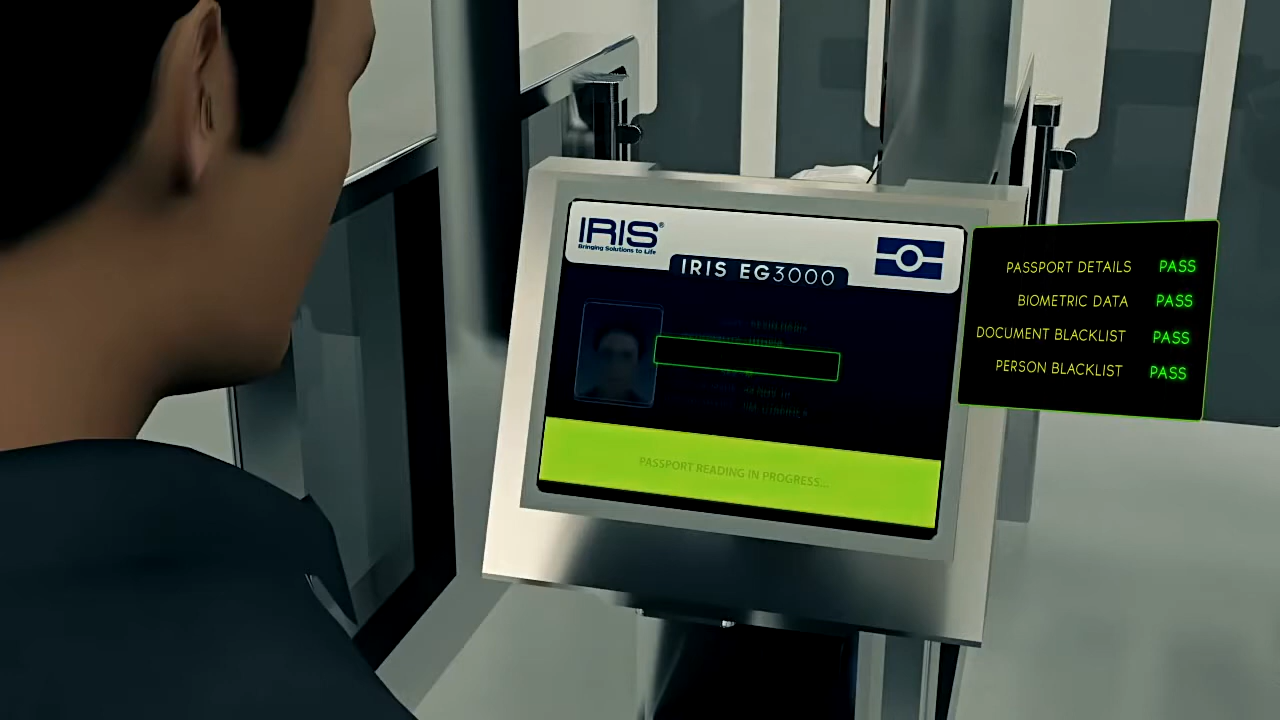 IRIS®
Bringing Solutions to Life
IRIS EG3000
PASSPORT READING IN PROGRESS...
PASSPORT DETAILS PASS
BIOMETRIC DATA PASS
DOCUMENT BLACKLIST PASS
PERSON BLACKLIST PASS